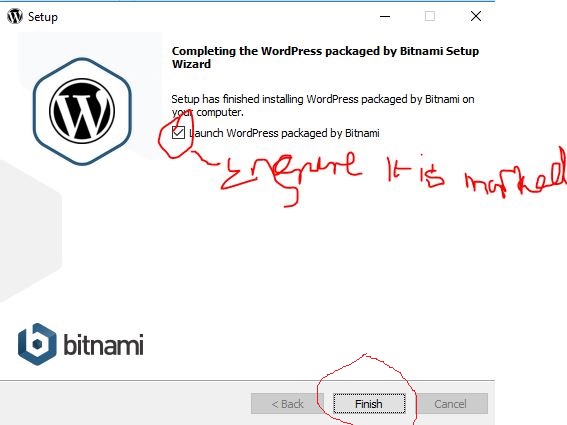 Setup
Completing the WordPress packaged by Bitnami Setup
Wizard
Setup has finished installing WordPress packaged by Bitnami on
your computer.
Launch WordPress packaged by Bitnami
Ensure It is marked
bitnami
< Back
Finish
Cancel